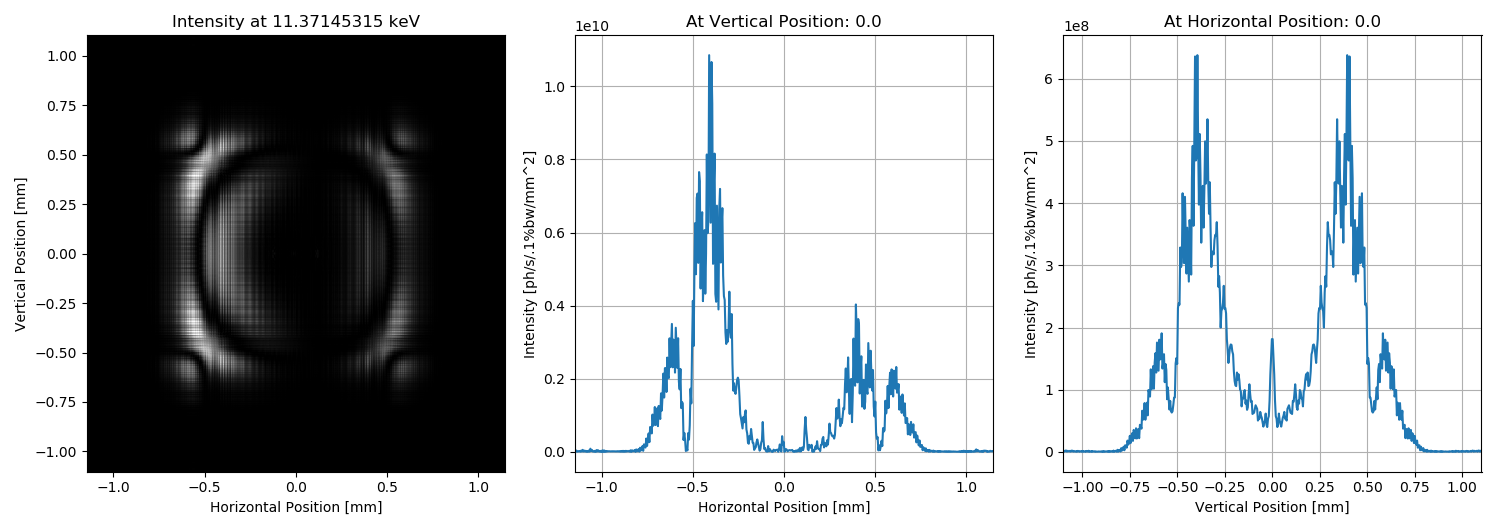 Intensity at 11.37145315 keV
Vertical Position [mm]
1.00
0.75
0.50
0.25
0.00
−0.25
−0.50
−0.75
−1.00
−1.0 −0.5 0.0 0.5 1.0
Horizontal Position [mm]
At Vertical Position: 0.0
1e10
Intensity [ph/s/.1%bw/mm^2]
1.0
0.8
0.6
0.4
0.2
0.0
−1.0 −0.5 0.0 0.5 1.0
Horizontal Position [mm]
At Horizontal Position: 0.0
1e8
Intensity [ph/s/.1%bw/mm^2]
6
5
4
3
2
1
0
−1.00 −0.75 −0.50 −0.25 0.00 0.25 0.50 0.75 1.00
Vertical Position [mm]